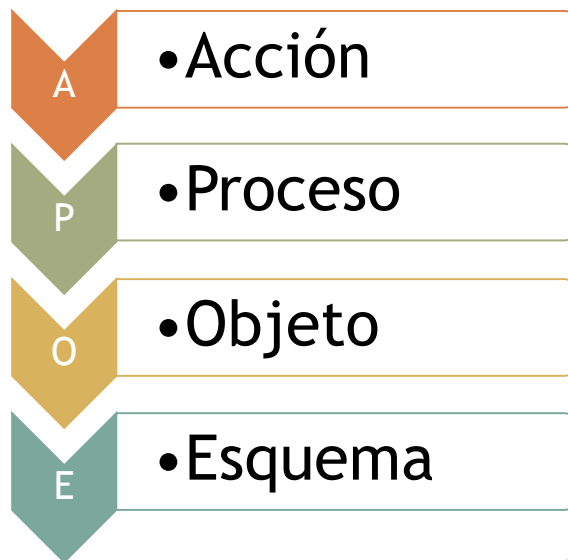 A
•Acción
P
•Proceso
O
•Objeto
E
•Esquema